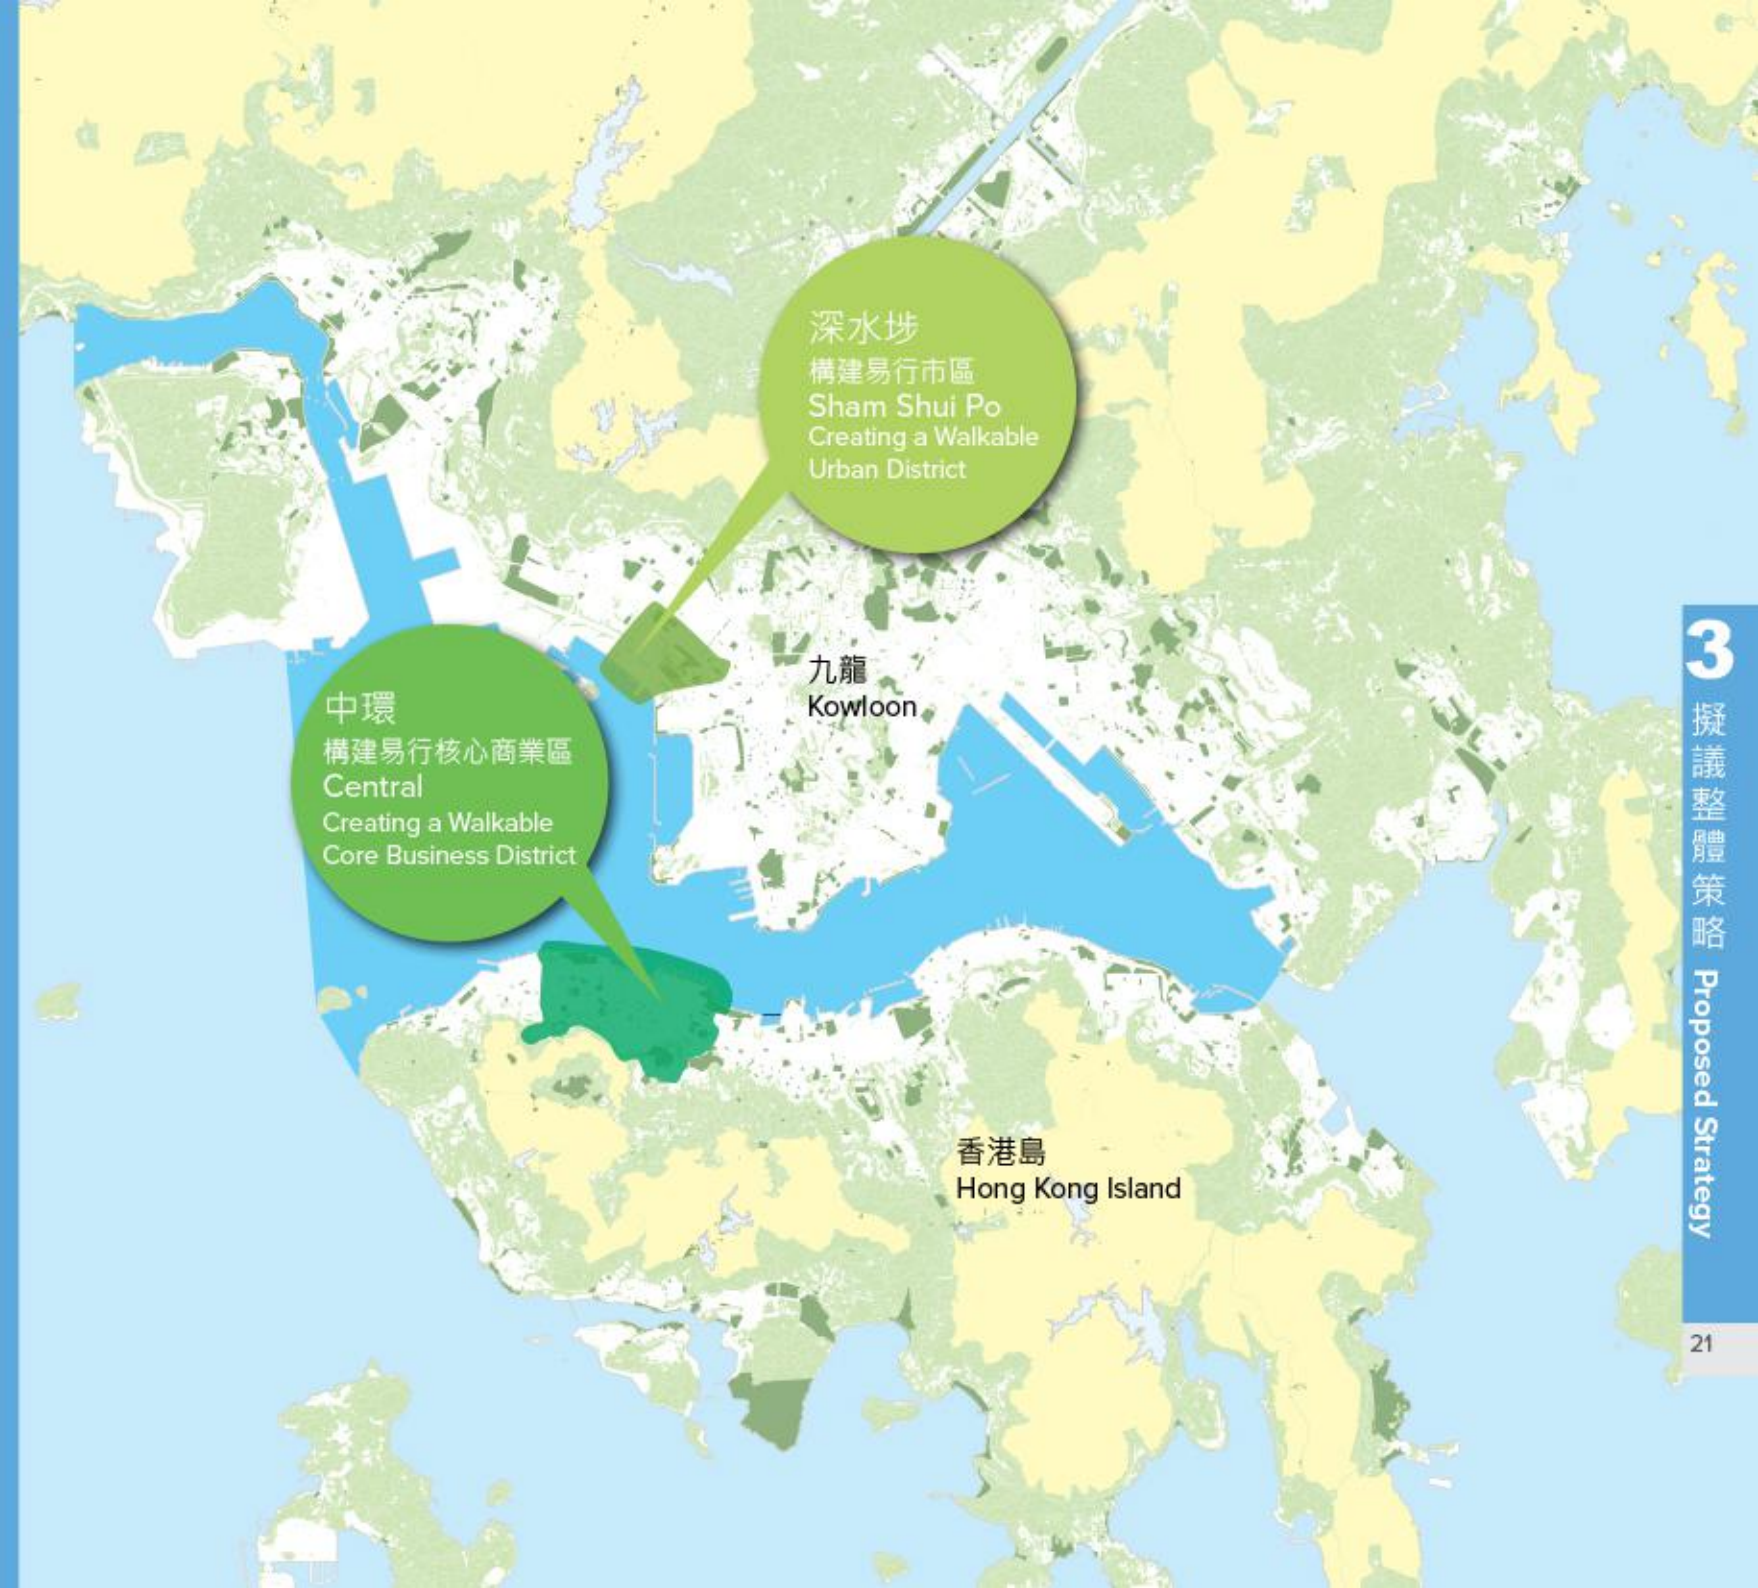 深水埗
構建易行市區
Sham Shui Po
Creating a Walkable
Urban District
九龍
Kowloon
中環
構建易行核心商業區
Central
Creating a Walkable
Core Business District
香港島
Hong Kong Island
3
擬議整體策略 Proposed Strategy
21